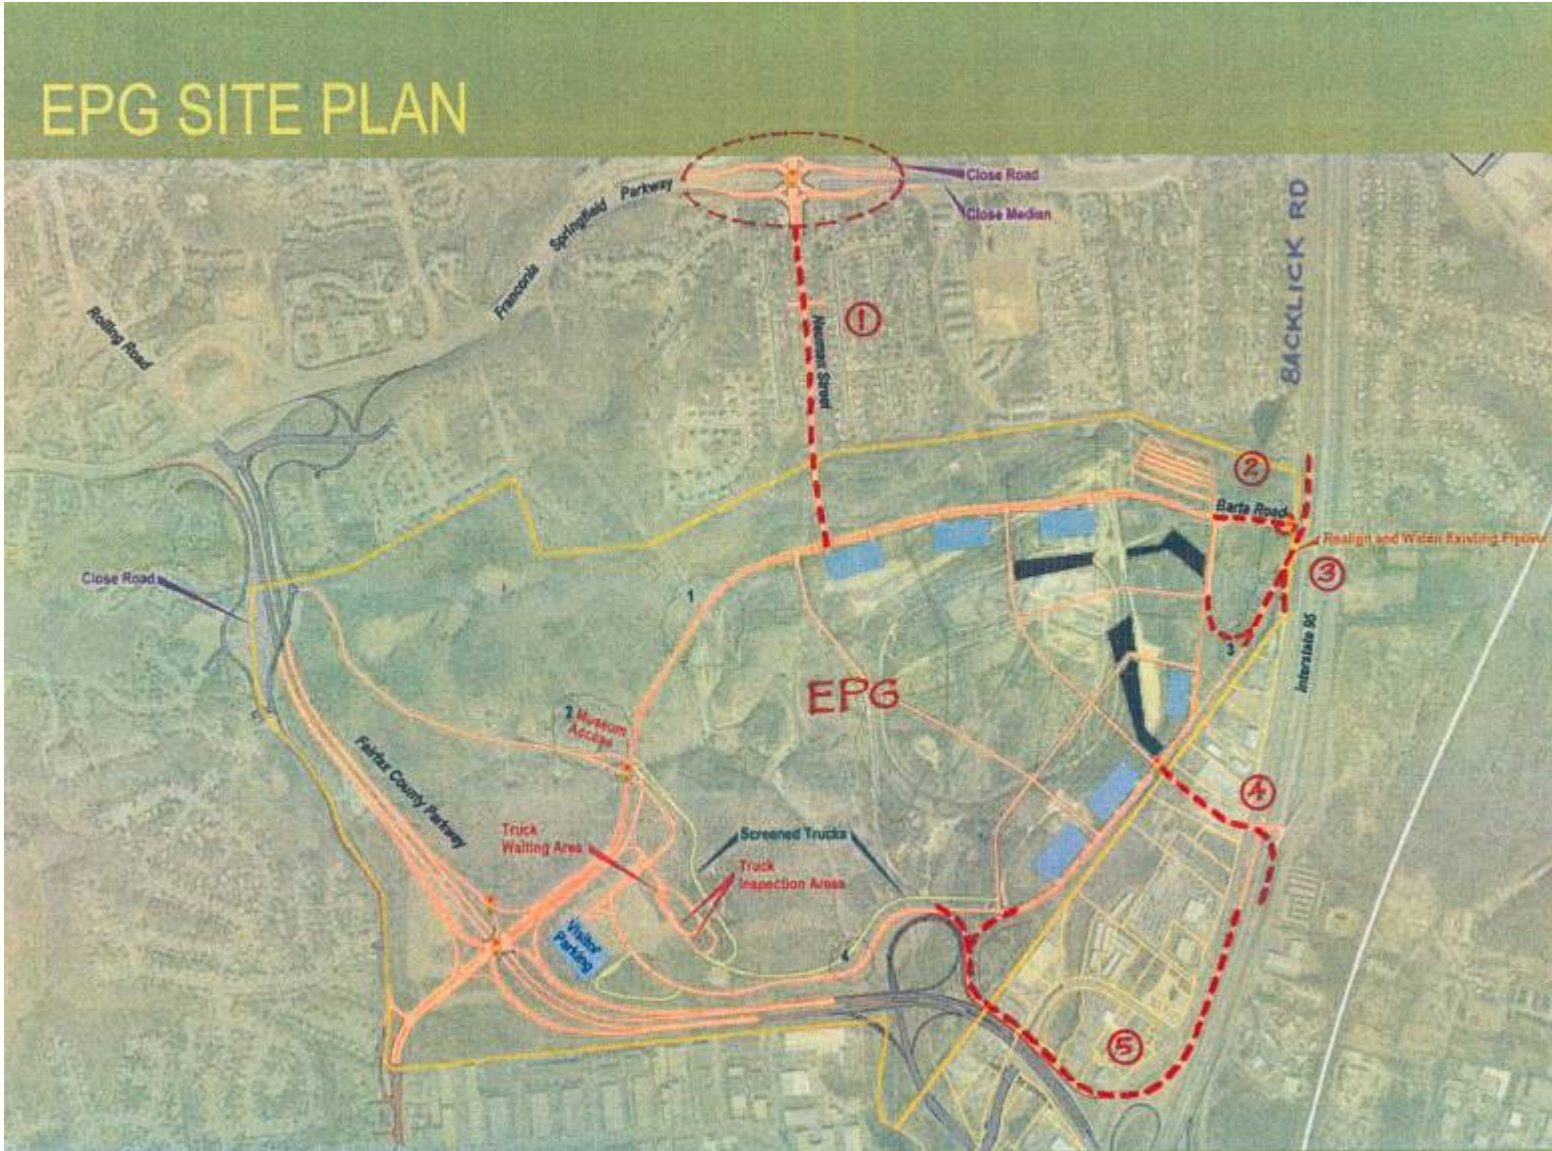 EPG SITE PLAN
Close Road
Close Median
Franconia Springfield Parkway
BACKLICK RD
Rolling Road
①
Neuman Street
②
Barta Road
Realign and Widen Existing Flyover
③
Close Road
1
3
Interstate 95
EPG
2 Museum
Access
Fairfax County Parkway
④
Truck
Waiting Area
Screened Trucks
Truck
Inspection Areas
Visitor
Parking
4
⑤